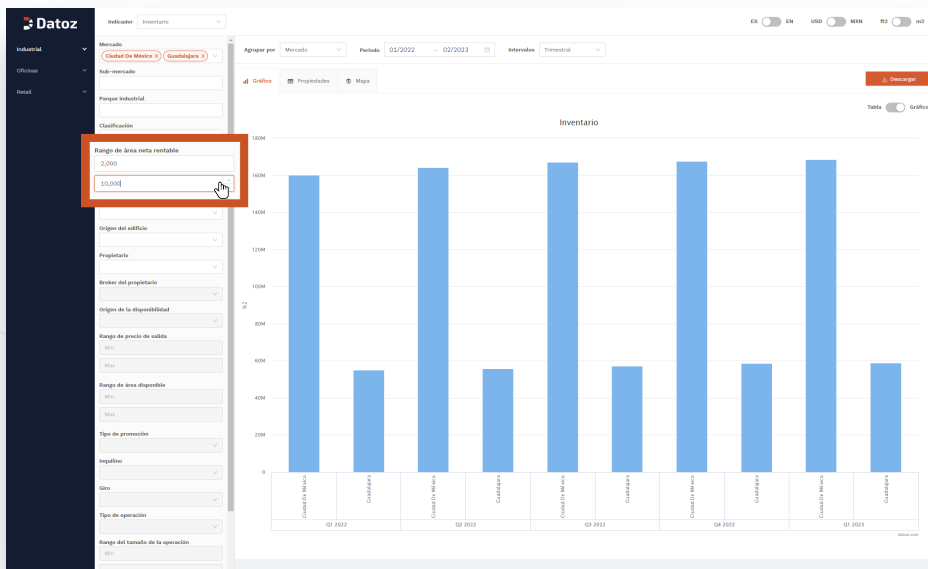 Datoz
Indicador
Inventario
ES
EN
USD
MXN
ft2
m2
Industrial
Oficinas
Retail
Mercado
Ciudad De México X
Guadalajara X
Sub-mercado
Parque industrial
Clasificación
Rango de área neta rentable
2,000
10,000
Origen del edificio
Propietario
Broker del propietario
Origen de la disponibilidad
Rango de precio de salida
Min
Max
Rango de área disponible
Min
Max
Tipo de promoción
Inquilino
Giro
Tipo de operación
Rango del tamaño de la operación
Min
Agrupar por
Mercado
Periodo
01/2022
→
02/2023
Intervalos
Trimestral
Gráfico
Propiedades
Mapa
Descargar
Tabla
Gráfico
Inventario
180M
160M
140M
120M
100M
80M
60M
40M
20M
0
ft2
Ciudad De México
Guadalajara
Ciudad De México
Guadalajara
Ciudad De México
Guadalajara
Ciudad De México
Guadalajara
Ciudad De México
Guadalajara
Q1 2022
Q2 2022
Q3 2022
Q4 2022
Q1 2023
datoz.com